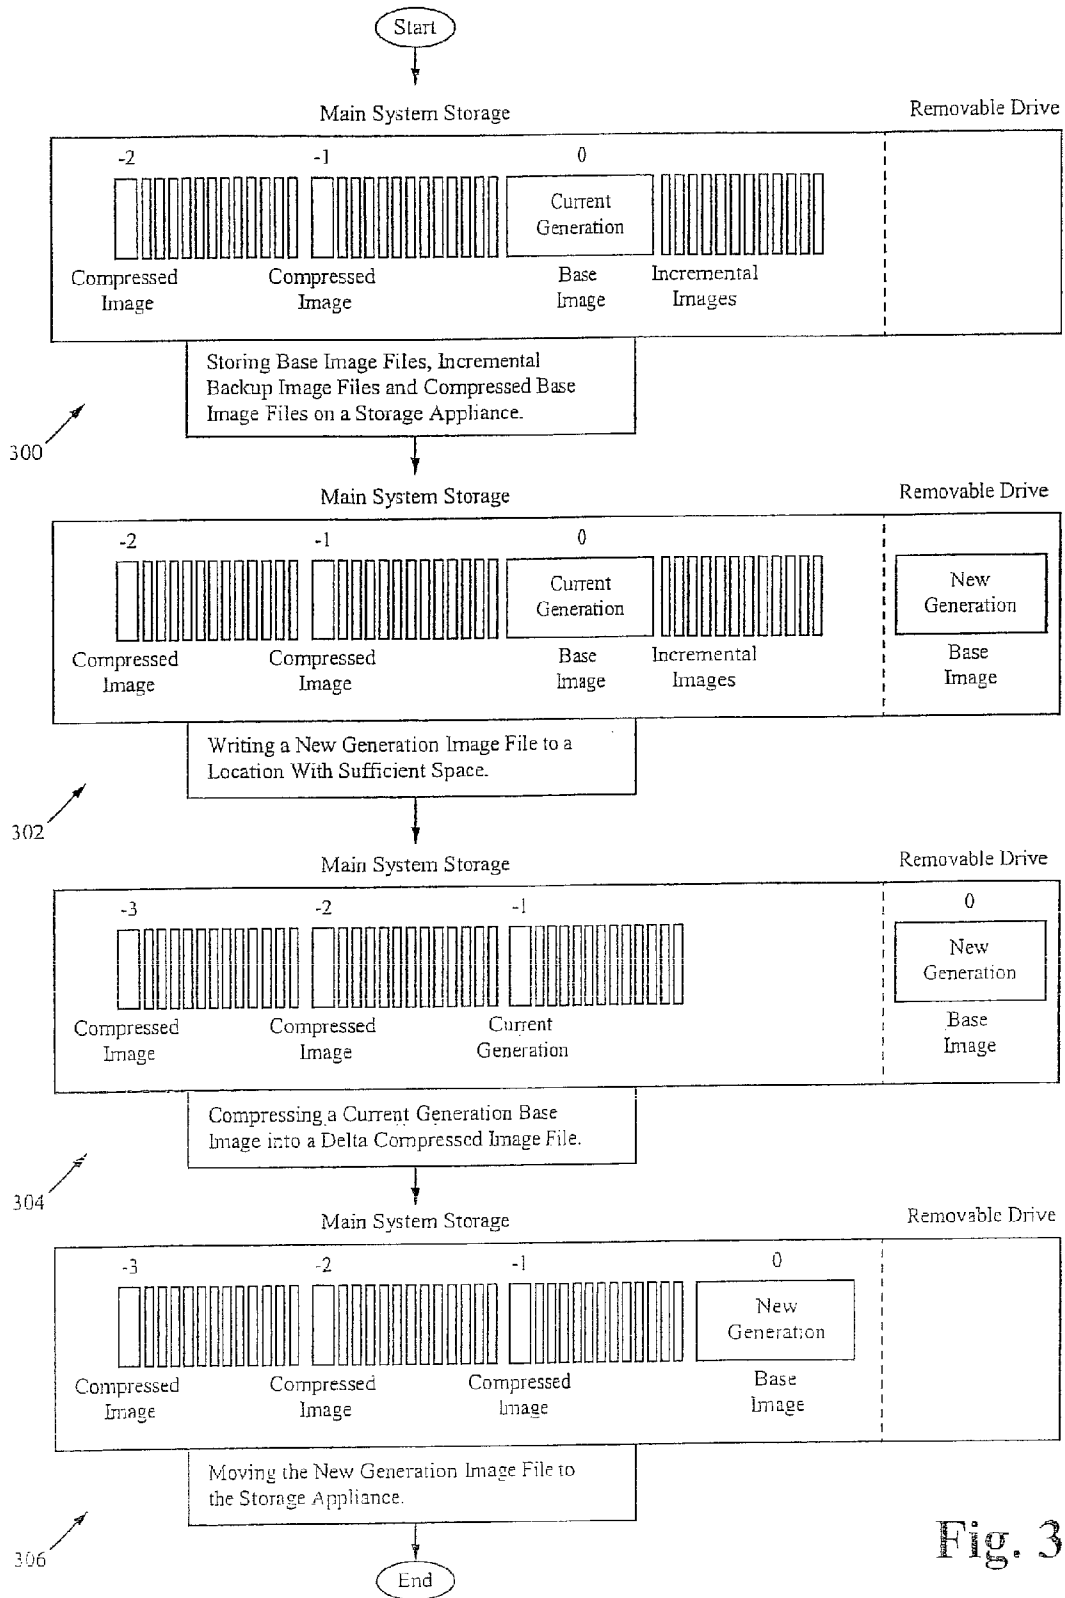 Start
Main System Storage
Removable Drive
-2
-1
0
Current
Generation
Compressed
Image
Compressed
Image
Base
Image
Incremental
Images
Storing Base Image Files, Incremental
Backup Image Files and Compressed Base
Image Files on a Storage Appliance.
300
Main System Storage
Removable Drive
-2
-1
0
Current
Generation
New
Generation
Compressed
Image
Compressed
Image
Base
Image
Incremental
Images
Base
Image
Writing a New Generation Image File to a
Location With Sufficient Space.
302
Main System Storage
Removable Drive
-3
-2
-1
0
New
Generation
Compressed
Image
Compressed
Image
Current
Generation
Base
Image
Compressing a Current Generation Base
Image into a Delta Compressed Image File.
304
Main System Storage
Removable Drive
-3
-2
-1
0
New
Generation
Compressed
Image
Compressed
Image
Compressed
Image
Base
Image
Moving the New Generation Image File to
the Storage Appliance.
306
End
Fig. 3